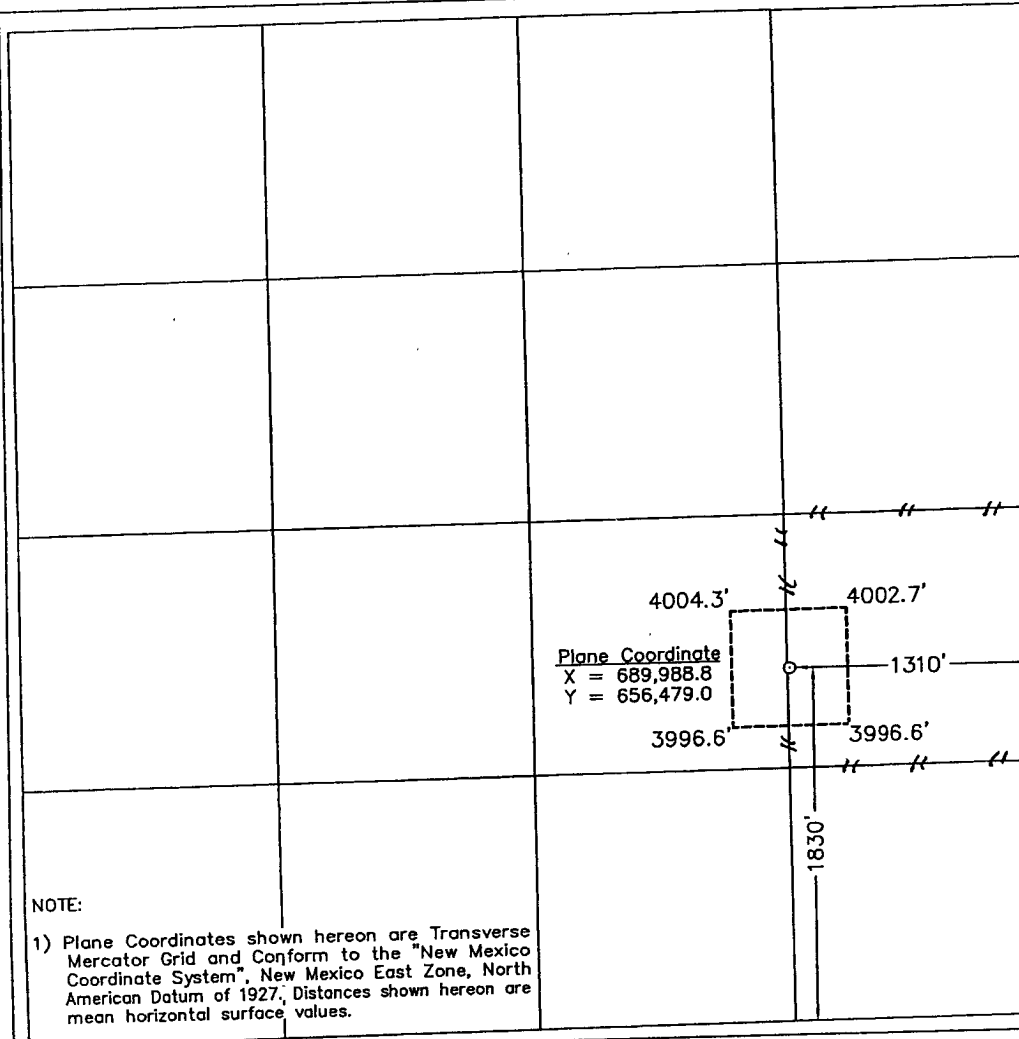 4004.3' 4002.7'
Plane Coordinate
X = 689,988.8
Y = 656,479.0
1310'
3996.6' 3996.6'
1830'
NOTE:
1) Plane Coordinates shown hereon are Transverse
Mercator Grid and Conform to the "New Mexico
Coordinate System", New Mexico East Zone, North
American Datum of 1927. Distances shown hereon are
mean horizontal surface values.